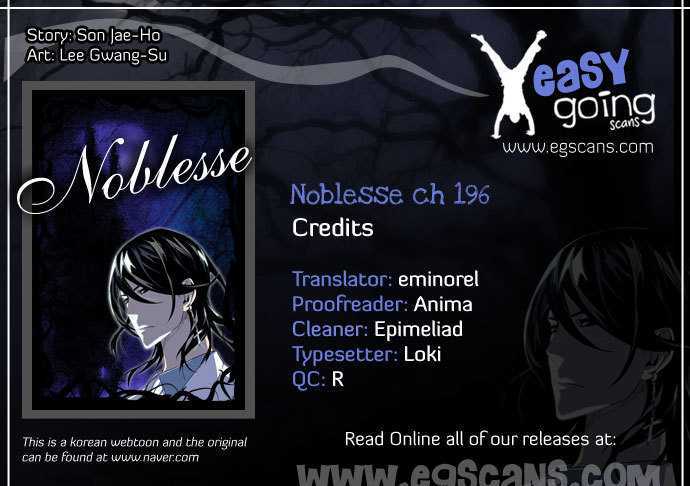 Story: Son Jae-Ho
Art: Lee Gwang-Su
easy
going
scans
www.egscans.com
Noblesse
Noblesse ch 196
Credits
Translator: eminorel
Proofreader: Anima
Cleaner: Epimeliad
Typesetter: Loki
QC: R
This is a korean webtoon and the original
can be found at www.naver.com
Read Online all of our releases at:
www.egscans.com